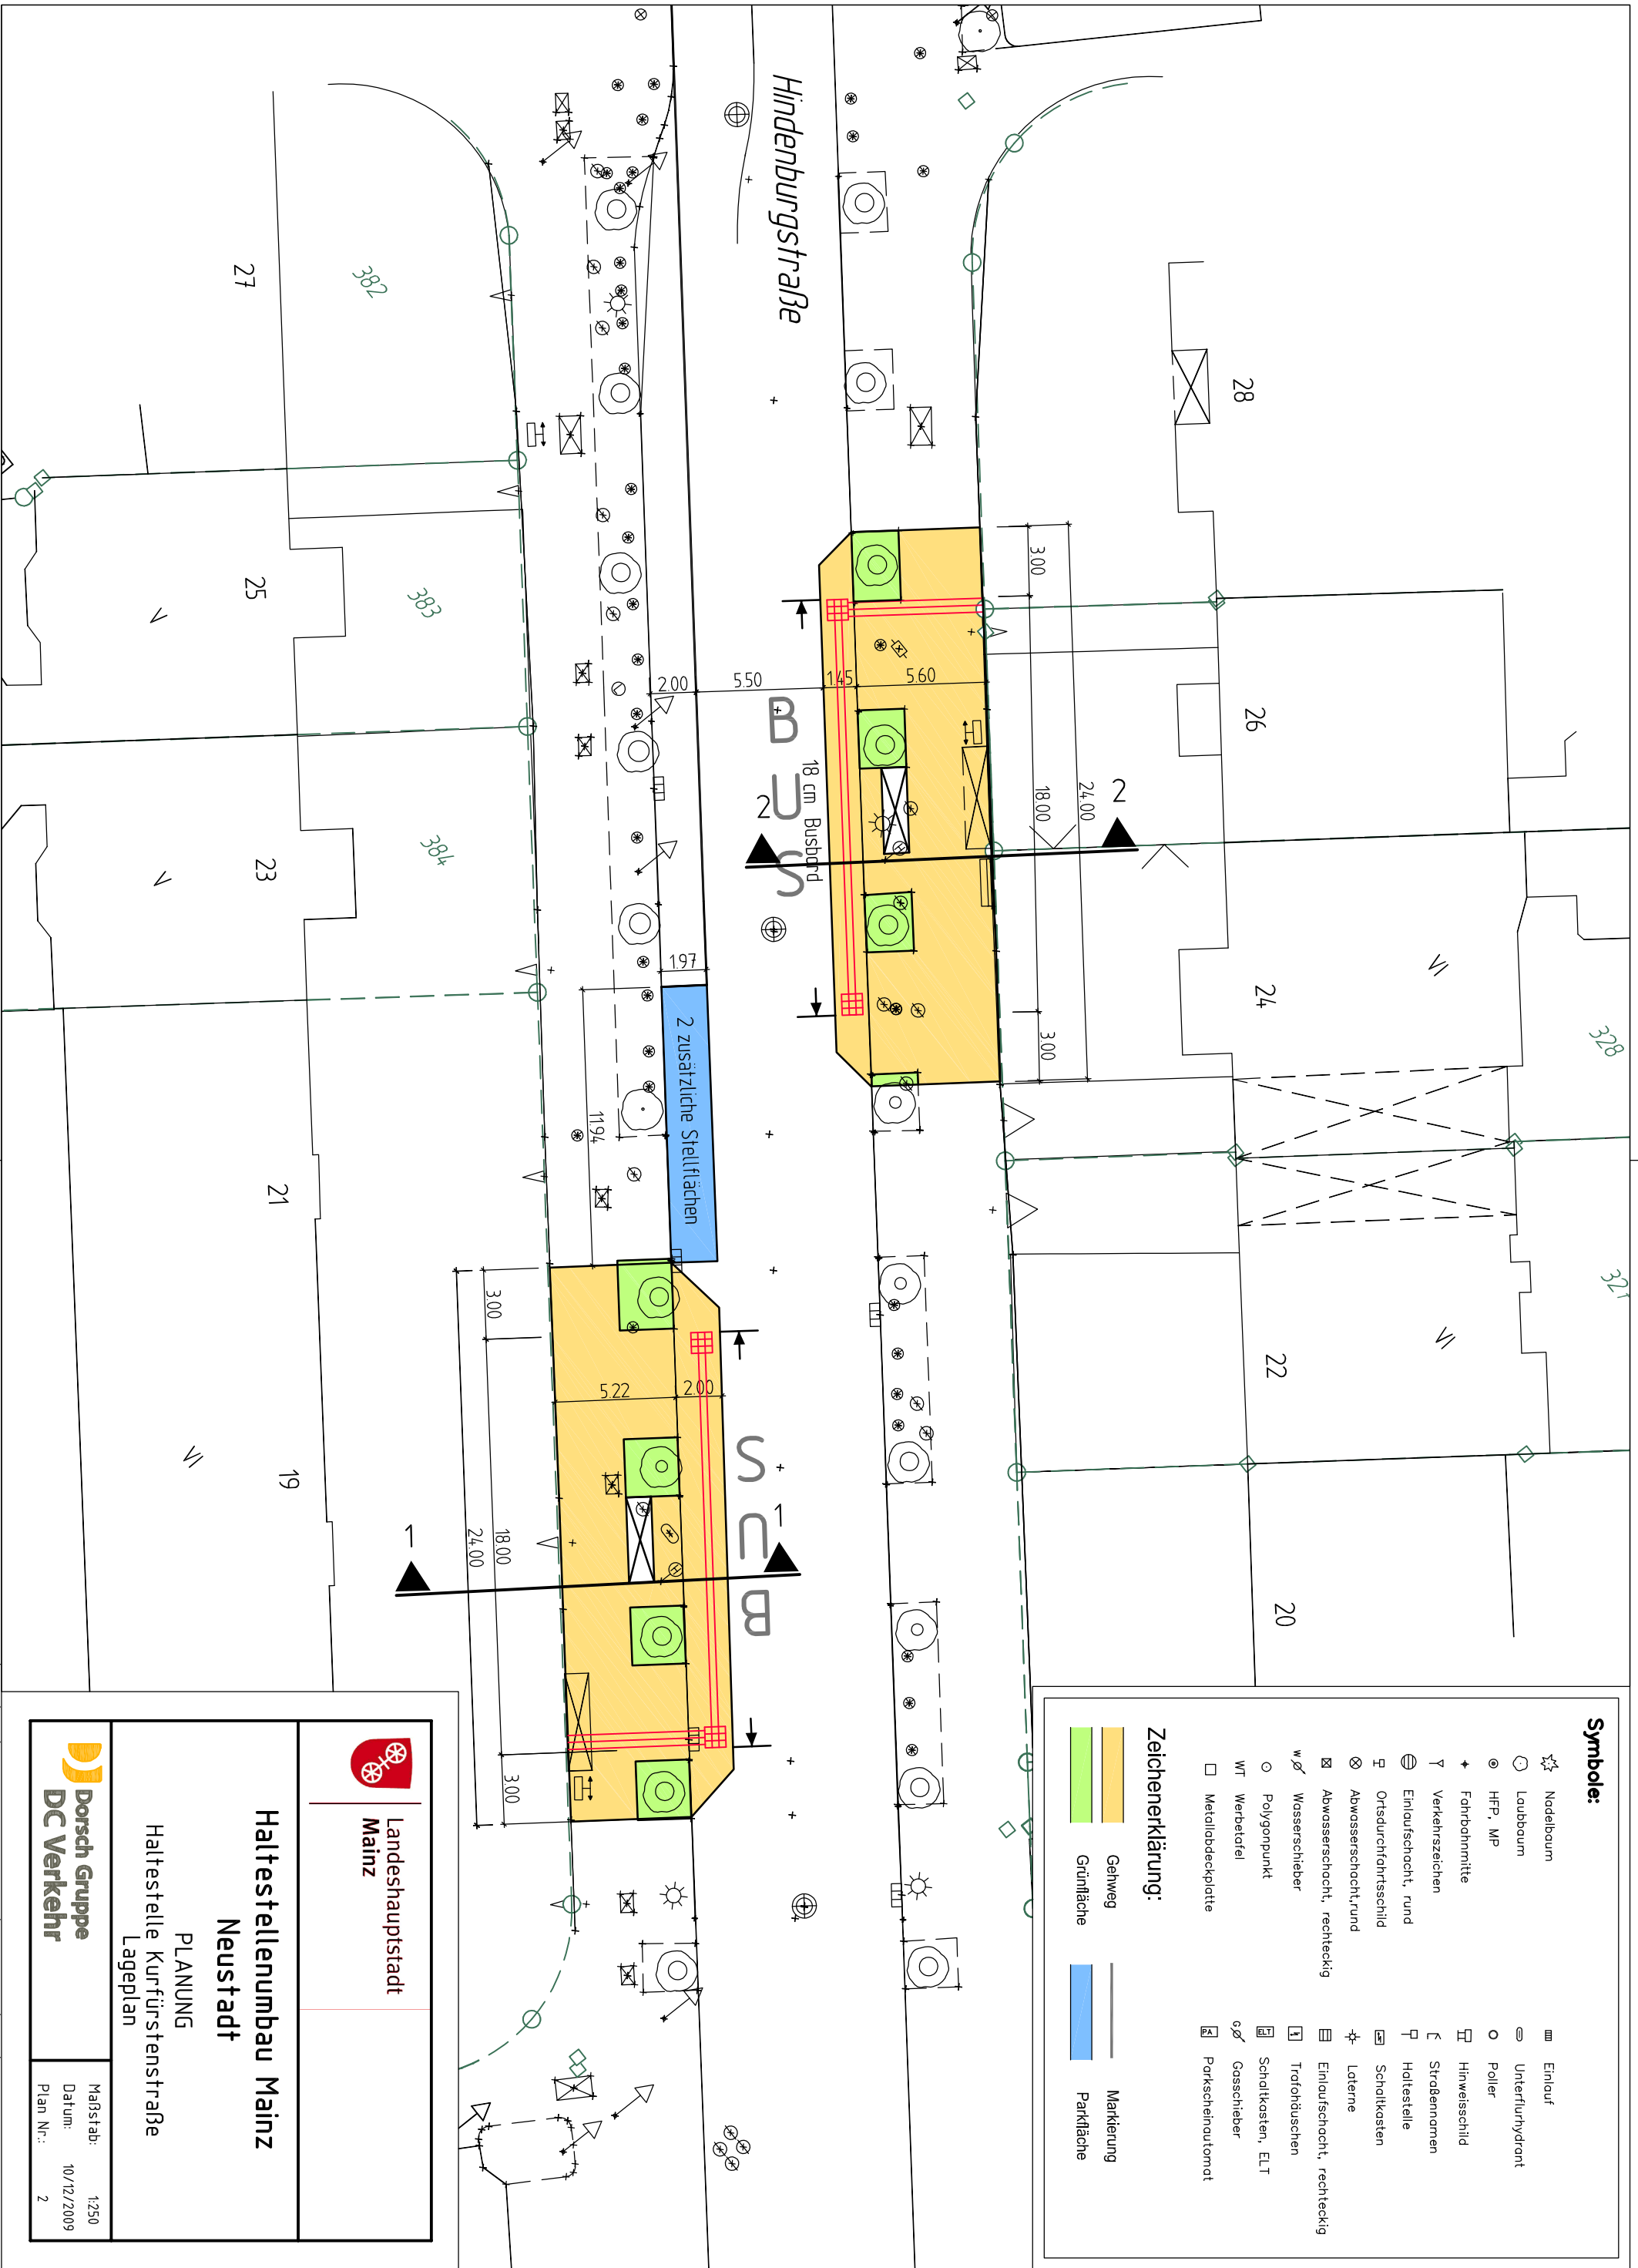 Hindenburgstraße
28
26
24
22
20
27
25
23
21
19
382
383
384
328
VI
VI
VI
V
V
3.00
18.00
24.00
3.00
2.00
5.50
1.45
5.60
BUS
18 cm Busbord
2
2
1.97
11.94
2 zusätzliche Stellflächen
3.00
18.00
24.00
3.00
5.22
2.00
BUS
1
1
Symbole:
Nadelbaum
Laubbaum
HFP, MP
Fahrbahnmitte
Verkehrszeichen
Einlaufschacht, rund
Ortsdurchfahrtsschild
Abwasserschacht,rund
Abwasserschacht, rechteckig
W Wasserschieber
Polygonpunkt
WT Werbetafel
Metallabdeckplatte
Einlauf
Unterflurhydrant
Poller
Hinweisschild
Straßennamen
Haltestelle
Schaltkasten
Laterne
Einlaufschacht, rechteckig
Trafohäuschen
ELT Schaltkasten, ELT
G Gasschieber
PA Parkscheinautomat
Zeichenerklärung:
Gehweg
Grünfläche
Markierung
Parkfläche
Landeshauptstadt
Mainz
Haltestellenumbau Mainz
Neustadt
PLANUNG
Haltestelle Kurfürstenstraße
Lageplan
Dorsch Gruppe
DC Verkehr
Maßstab: 1:250
Datum: 10/12/2009
Plan Nr.: 2